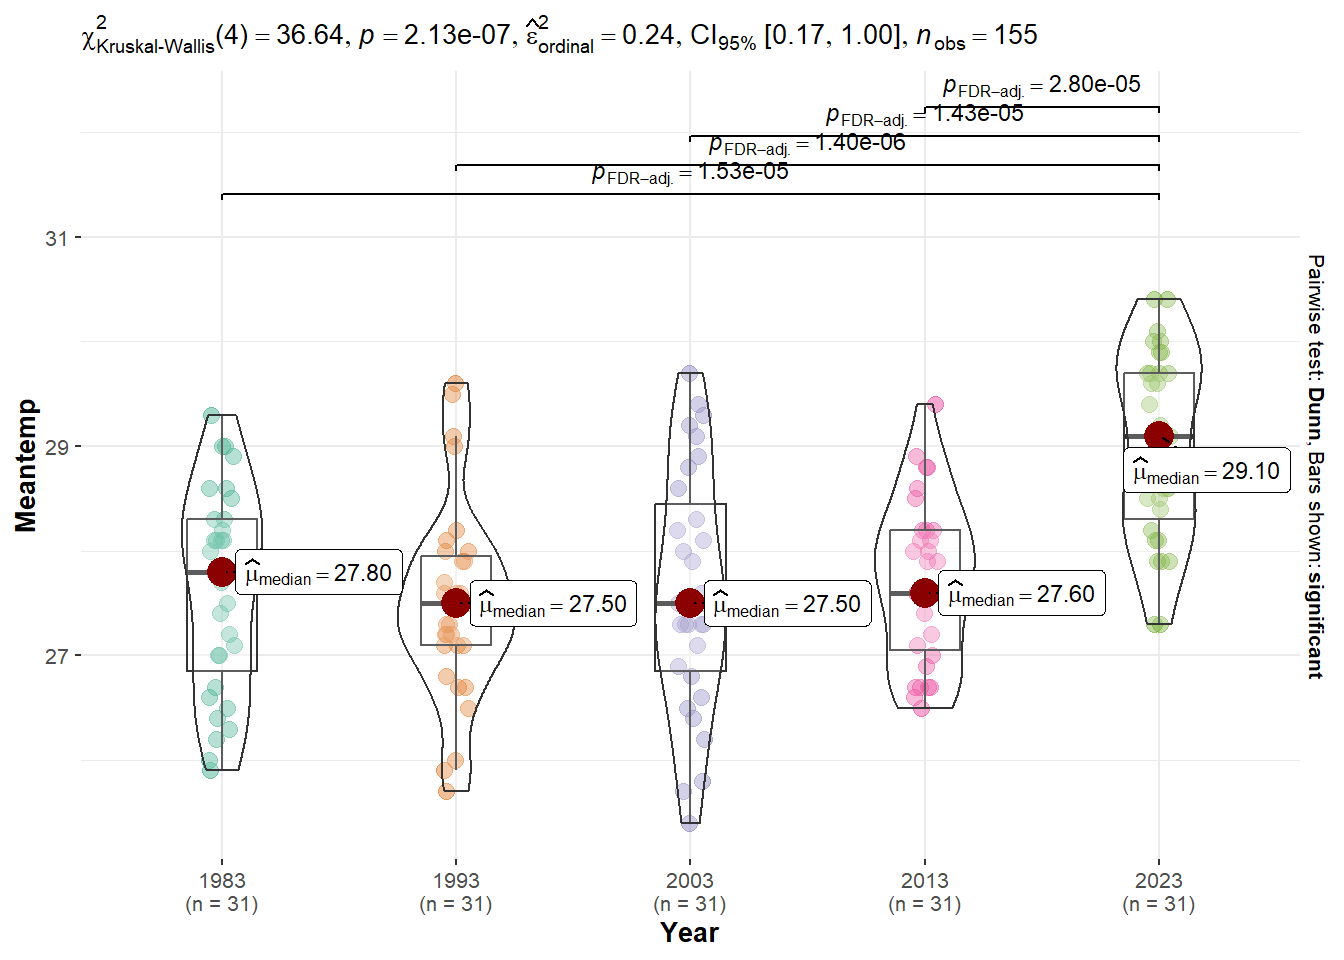 χ²Kruskal-Wallis(4) = 36.64, p = 2.13e-07, ε̂²ordinal = 0.24, CI95% [0.17, 1.00], nobs = 155
pFDR–adj. = 2.80e-05
pFDR–adj. = 1.43e-05
pFDR–adj. = 1.40e-06
pFDR–adj. = 1.53e-05
31
29
27
Meantemp
μ̂median = 27.80
μ̂median = 27.50
μ̂median = 27.50
μ̂median = 27.60
μ̂median = 29.10
Pairwise test: Dunn, Bars shown: significant
1983 1993 2003 2013 2023
(n = 31) (n = 31) (n = 31) (n = 31) (n = 31)
Year